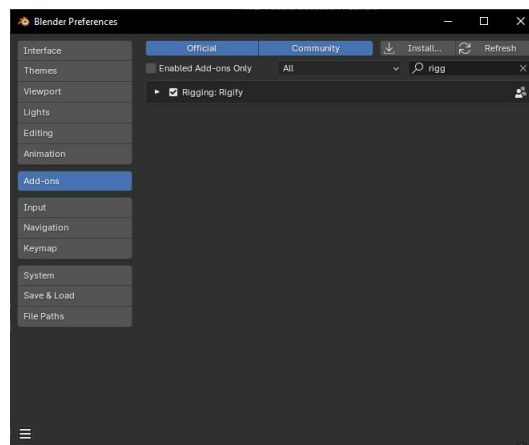 Blender Preferences
Interface
Themes
Viewport
Lights
Editing
Animation
Add-ons
Input
Navigation
Keymap
System
Save & Load
File Paths
Official Community Install... Refresh
Enabled Add-ons Only All rigg
Rigging: Rigify